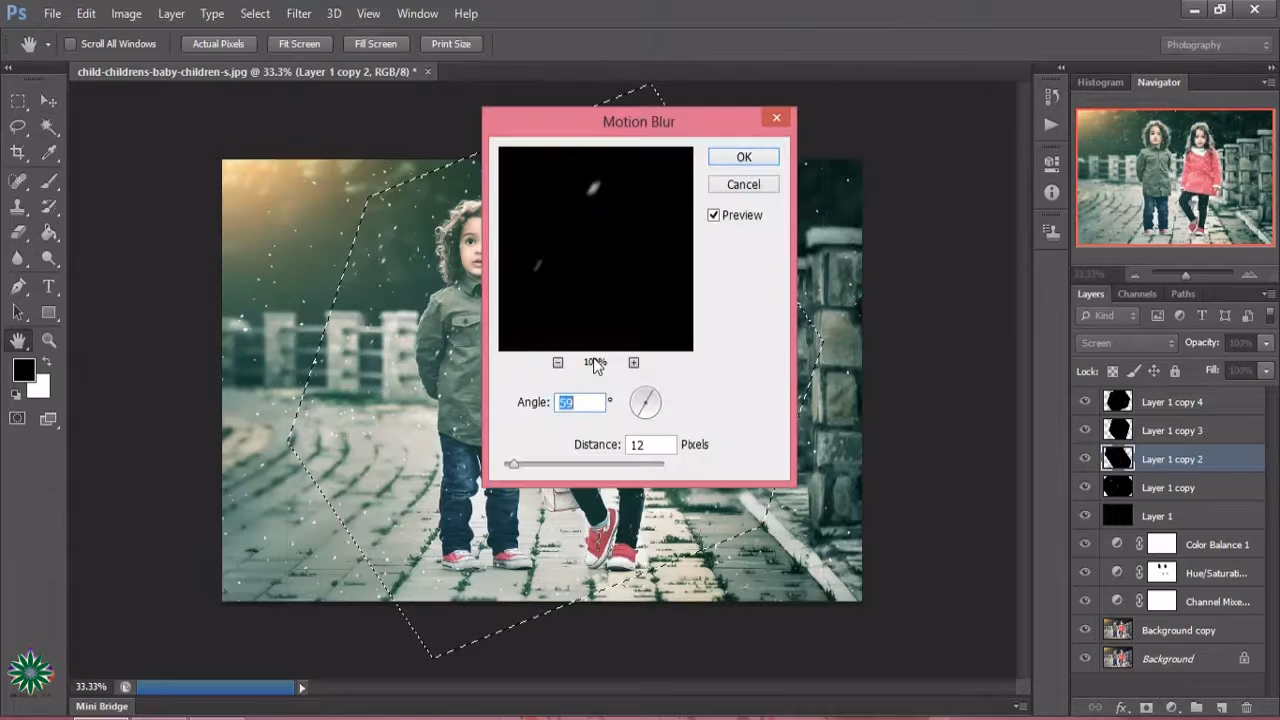 Ps File Edit Image Layer Type Select Filter 3D View Window Help
Scroll All Windows Actual Pixels Fit Screen Fill Screen Print Size Photography
child-childrens-baby-children-s.jpg @ 33.3% (Layer 1 copy 2, RGB/8) * ×
Histogram Navigator
Motion Blur
OK
Cancel
Preview
33.33%
100%
Angle: 59 °
Distance: 12 Pixels
Layers Channels Paths
Kind
Screen Opacity: 100%
Lock: Fill: 100%
Layer 1 copy 4
Layer 1 copy 3
Layer 1 copy 2
Layer 1 copy
Layer 1
Color Balance 1
Hue/Saturati...
Channel Mixe...
Background copy
Background
33.33%
Mini Bridge